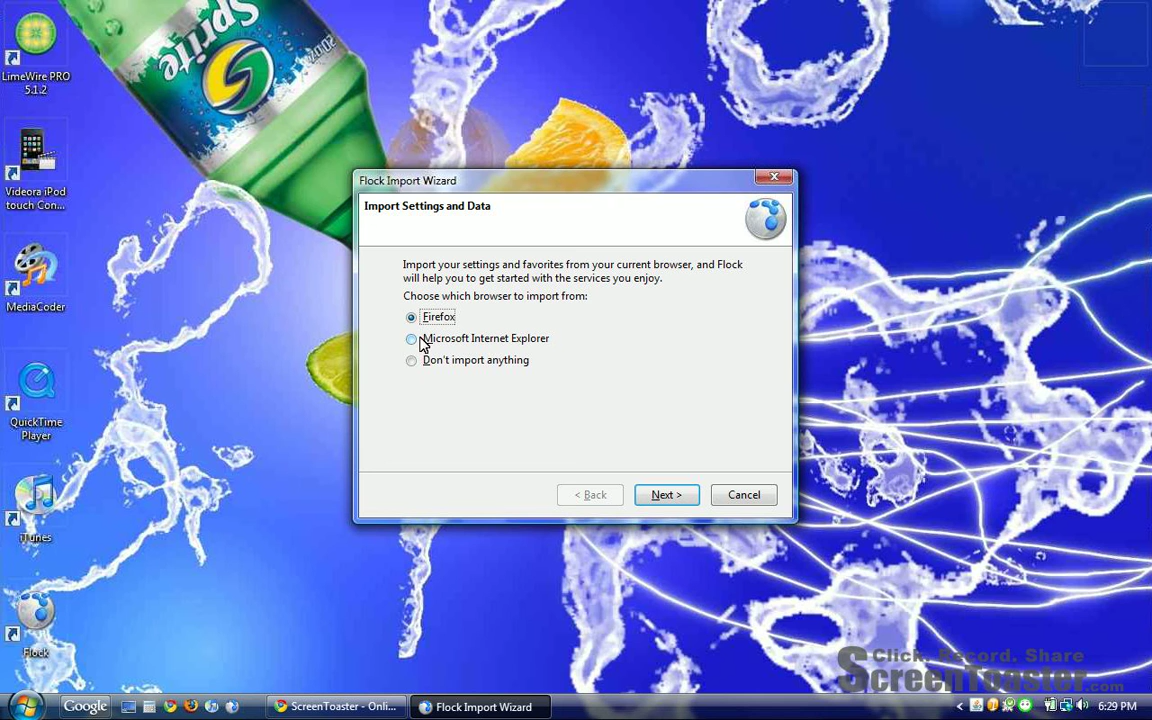 Sprite
20 OZ
LimeWire PRO
5.1.2
Videora iPod
touch Con...
MediaCoder
QuickTime
Player
iTunes
Flock
Flock Import Wizard
Import Settings and Data
Import your settings and favorites from your current browser, and Flock
will help you to get started with the services you enjoy.
Choose which browser to import from:
Firefox
Microsoft Internet Explorer
Don't import anything
< Back
Next >
Cancel
Click. Record. Share
ScreenToaster.com
Google
ScreenToaster - Onli...
Flock Import Wizard
6:29 PM